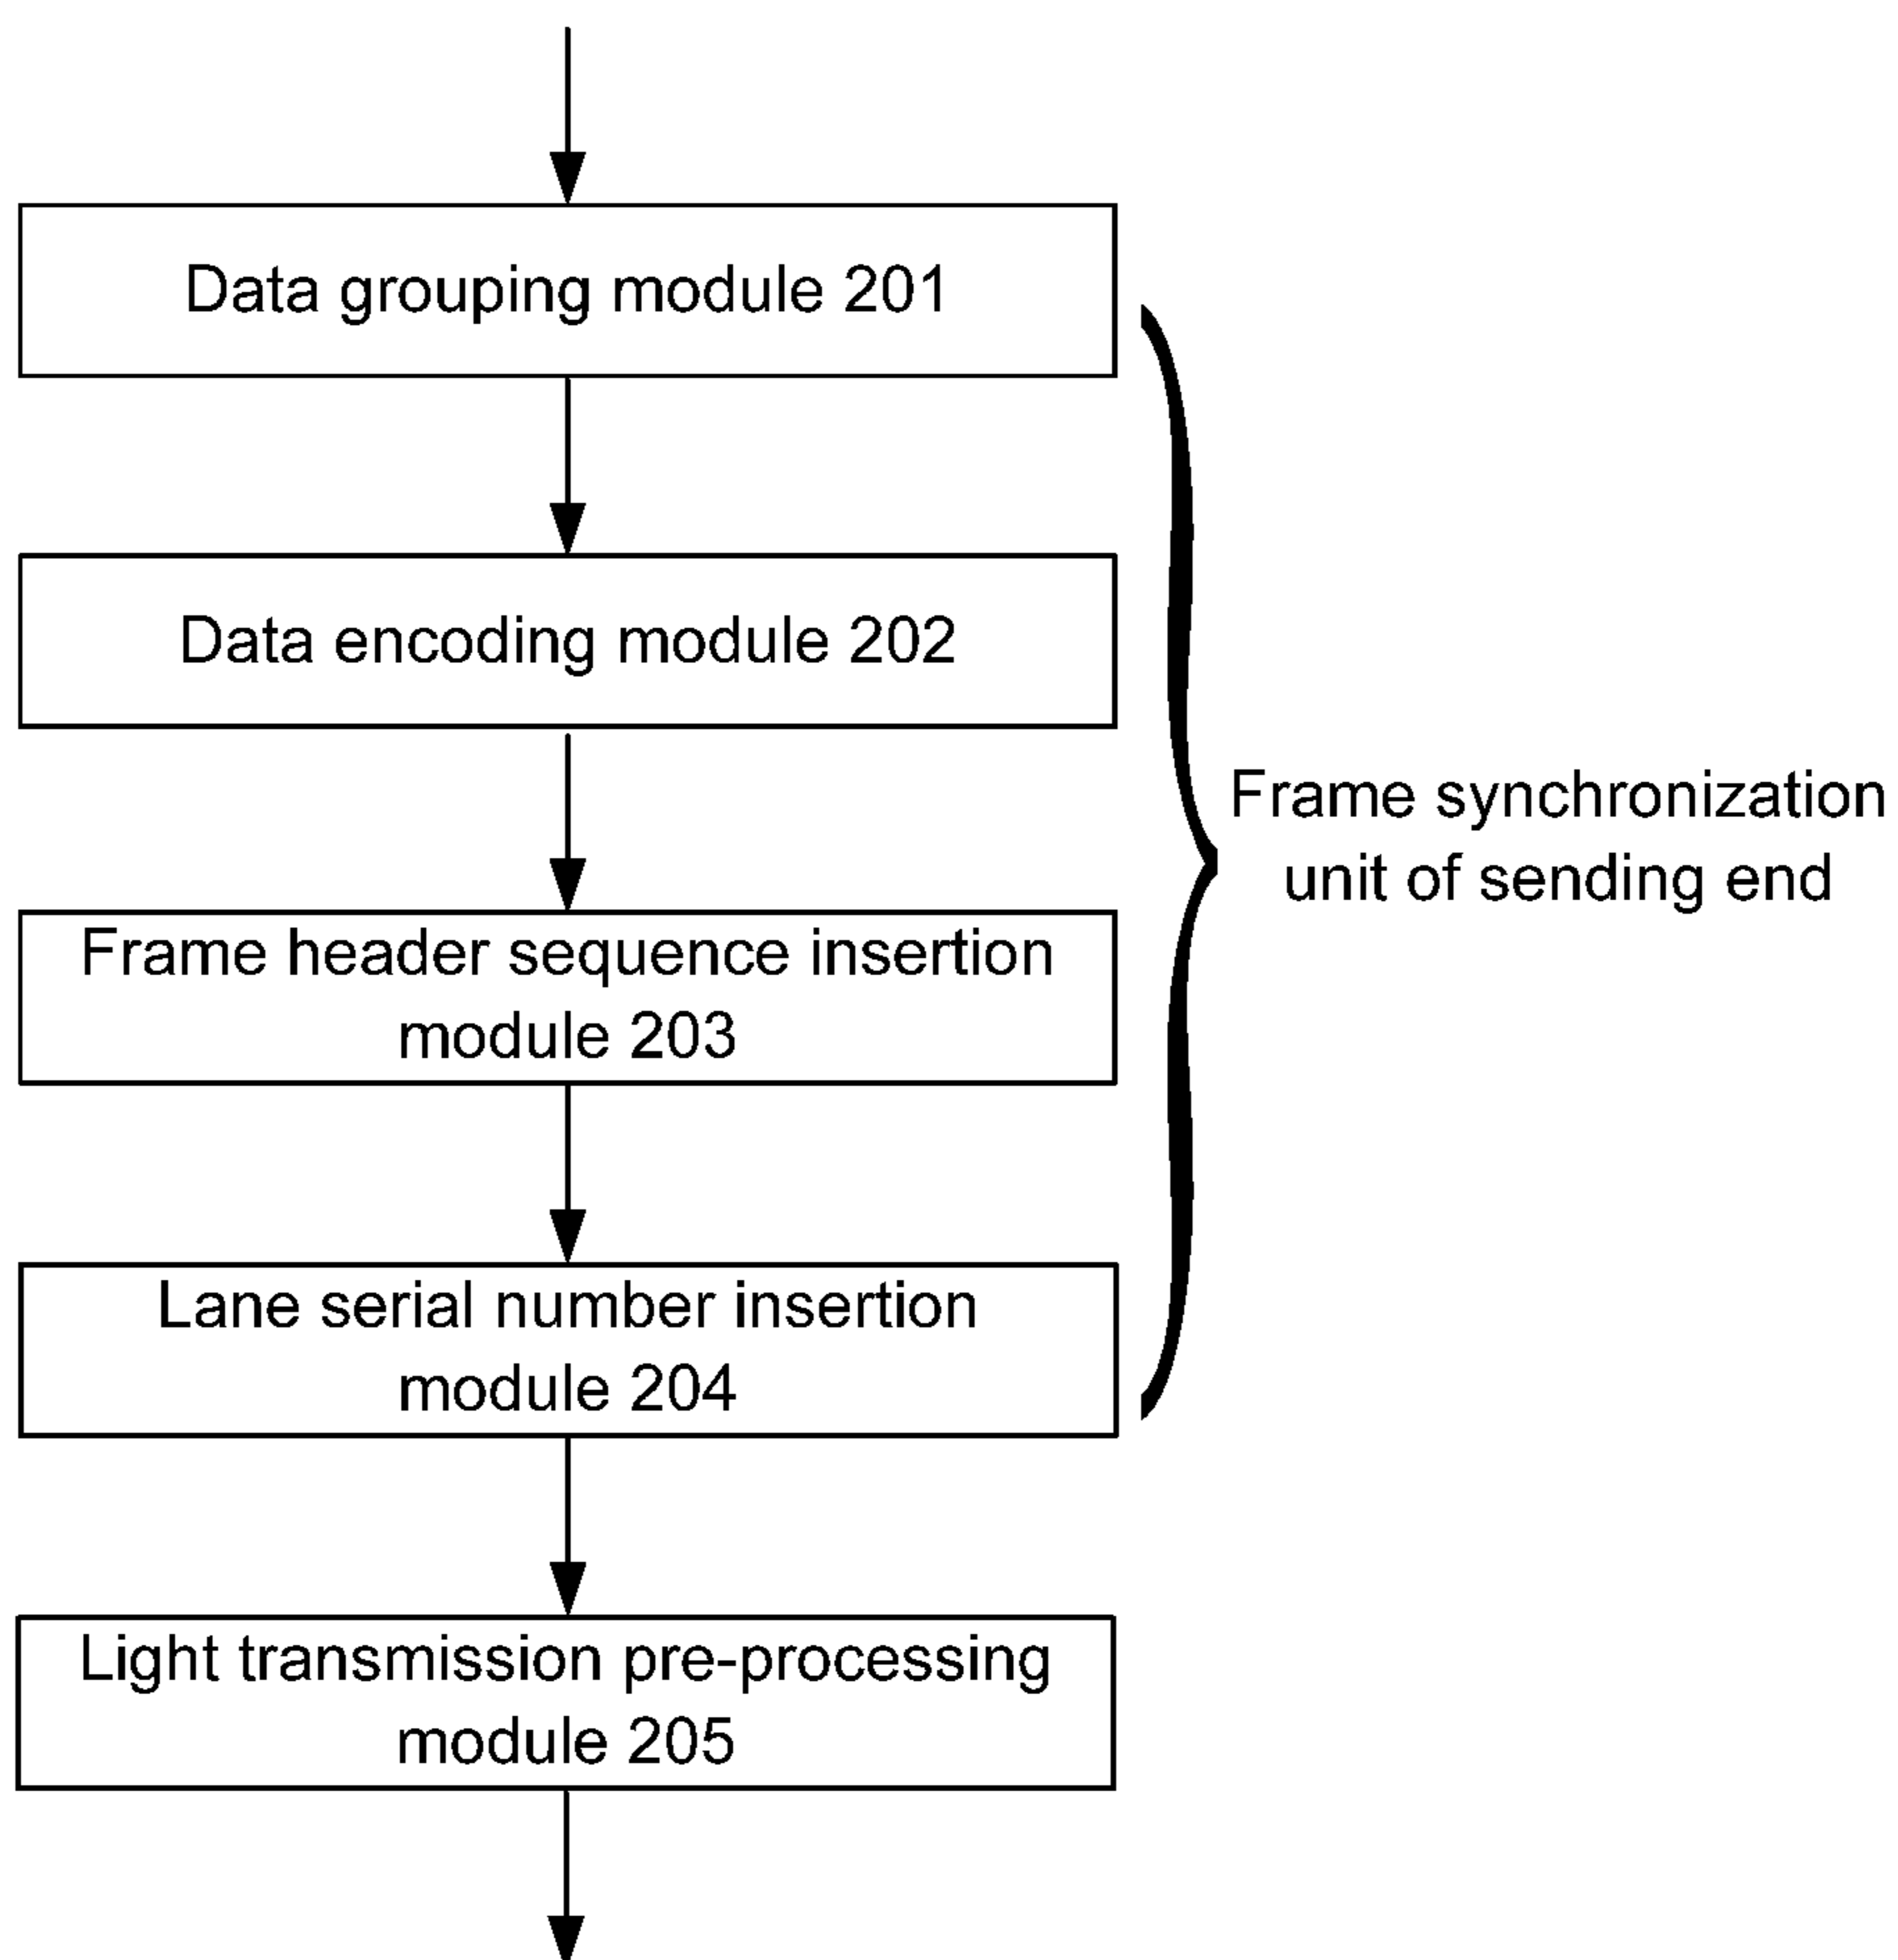 Data grouping module 201
Data encoding module 202
Frame header sequence insertion
module 203
Lane serial number insertion
module 204
Light transmission pre-processing
module 205
Frame synchronization
unit of sending end